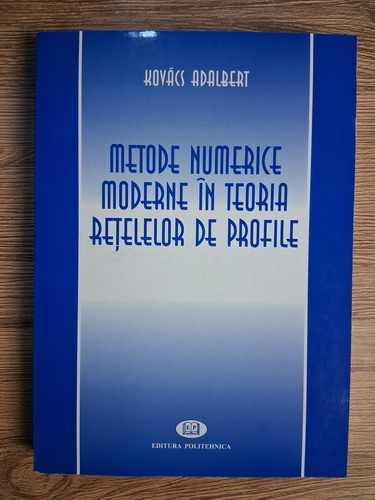 KOVÁCS ADALBERT
METODE NUMERICE
MODERNE ÎN TEORIA
REȚELELOR DE PROFILE
EDITURA POLITEHNICA